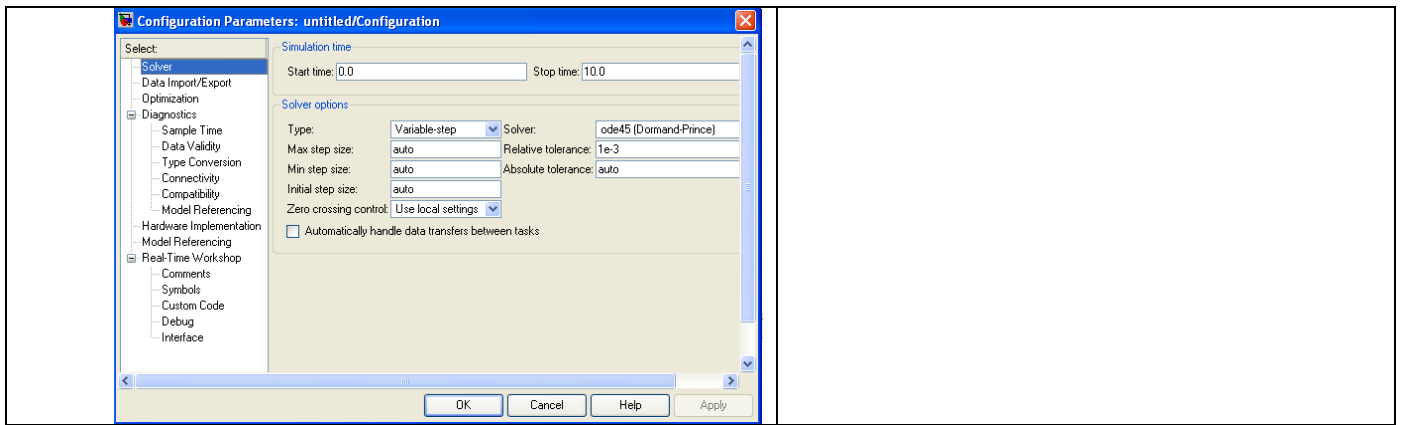 Configuration Parameters: untitled/Configuration
Select:
Solver
Data Import/Export
Optimization
Diagnostics
Sample Time
Data Validity
Type Conversion
Connectivity
Compatibility
Model Referencing
Hardware Implementation
Model Referencing
Real-Time Workshop
Comments
Symbols
Custom Code
Debug
Interface
Simulation time
Start time: 0.0 Stop time: 10.0
Solver options
Type: Variable-step Solver: ode45 (Dormand-Prince)
Max step size: auto Relative tolerance: 1e-3
Min step size: auto Absolute tolerance: auto
Initial step size: auto
Zero crossing control: Use local settings
Automatically handle data transfers between tasks
OK Cancel Help Apply